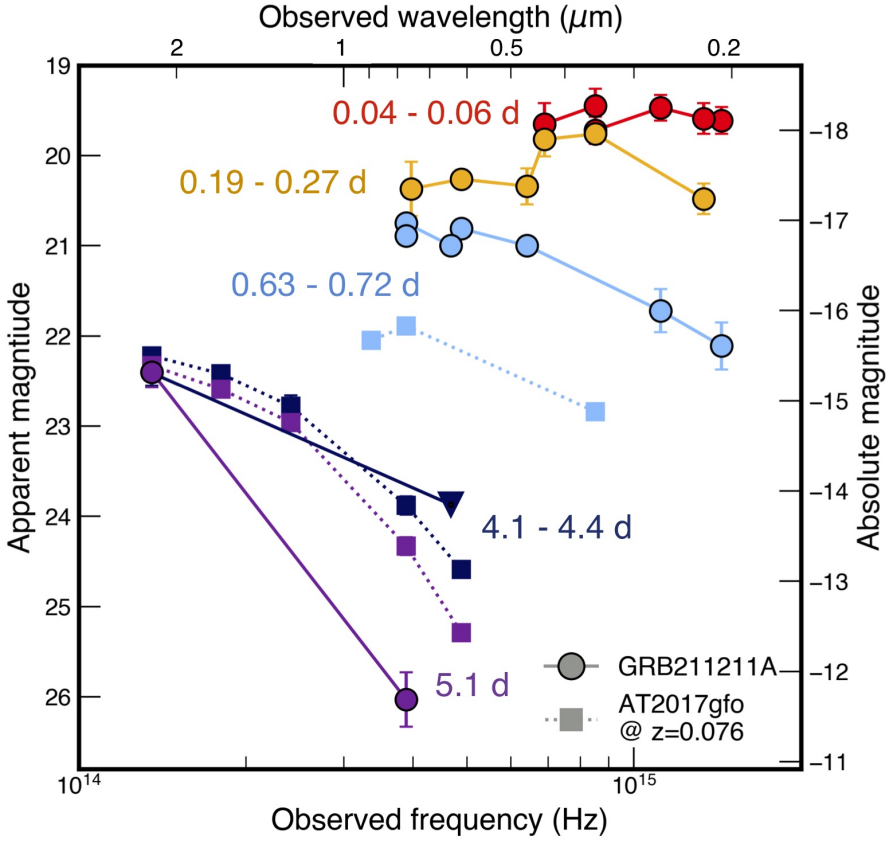 Observed wavelength (μm)
2 1 0.5 0.2
19
20
21
22
23
24
25
26
Apparent magntiude
0.04 - 0.06 d
0.19 - 0.27 d
0.63 - 0.72 d
4.1 - 4.4 d
5.1 d
GRB211211A
AT2017gfo
@ z=0.076
−18
−17
−16
−15
−14
−13
−12
−11
Absolute magnitude
10¹⁴ 10¹⁵
Observed frequency (Hz)